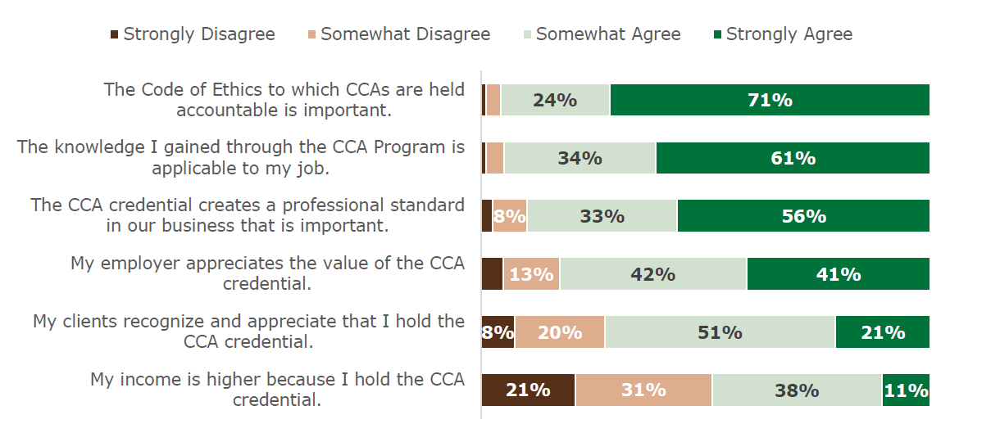 Strongly Disagree Somewhat Disagree Somewhat Agree Strongly Agree
The Code of Ethics to which CCAs are held
accountable is important.
24% 71%
The knowledge I gained through the CCA Program is
applicable to my job.
34% 61%
The CCA credential creates a professional standard
in our business that is important.
8% 33% 56%
My employer appreciates the value of the CCA
credential.
13% 42% 41%
My clients recognize and appreciate that I hold the
CCA credential.
8% 20% 51% 21%
My income is higher because I hold the CCA
credential.
21% 31% 38% 11%